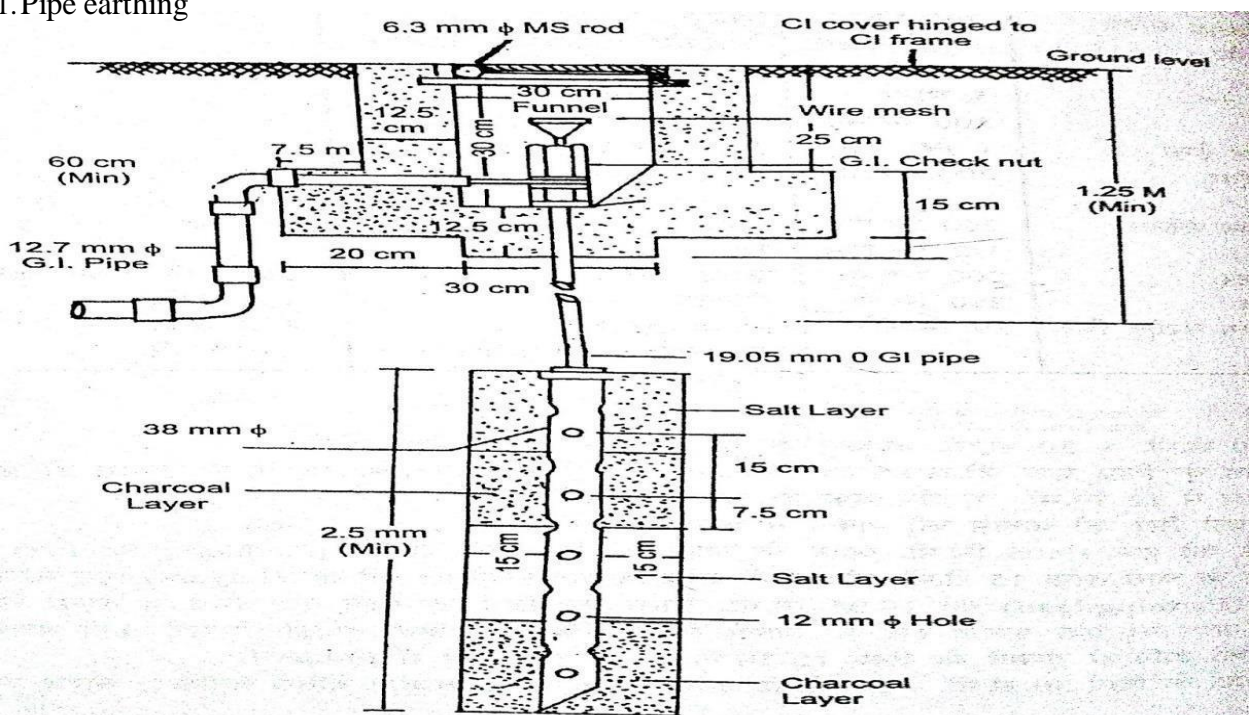 1. Pipe earthing
6.3 mm ϕ MS rod
CI cover hinged to
CI frame
Ground level
30 cm
Funnel
12.5
cm
30 cm
Wire mesh
25 cm
7.5 m
60 cm
(Min)
G.I. Check nut
1.25 M
(Min)
15 cm
12.7 mm ϕ
G.I. Pipe
12.5 cm
20 cm
30 cm
19.05 mm 0 GI pipe
Salt Layer
38 mm ϕ
15 cm
Charcoal
Layer
7.5 cm
2.5 mm
(Min)
15 cm
15 cm
Salt Layer
12 mm ϕ Hole
Charcoal
Layer